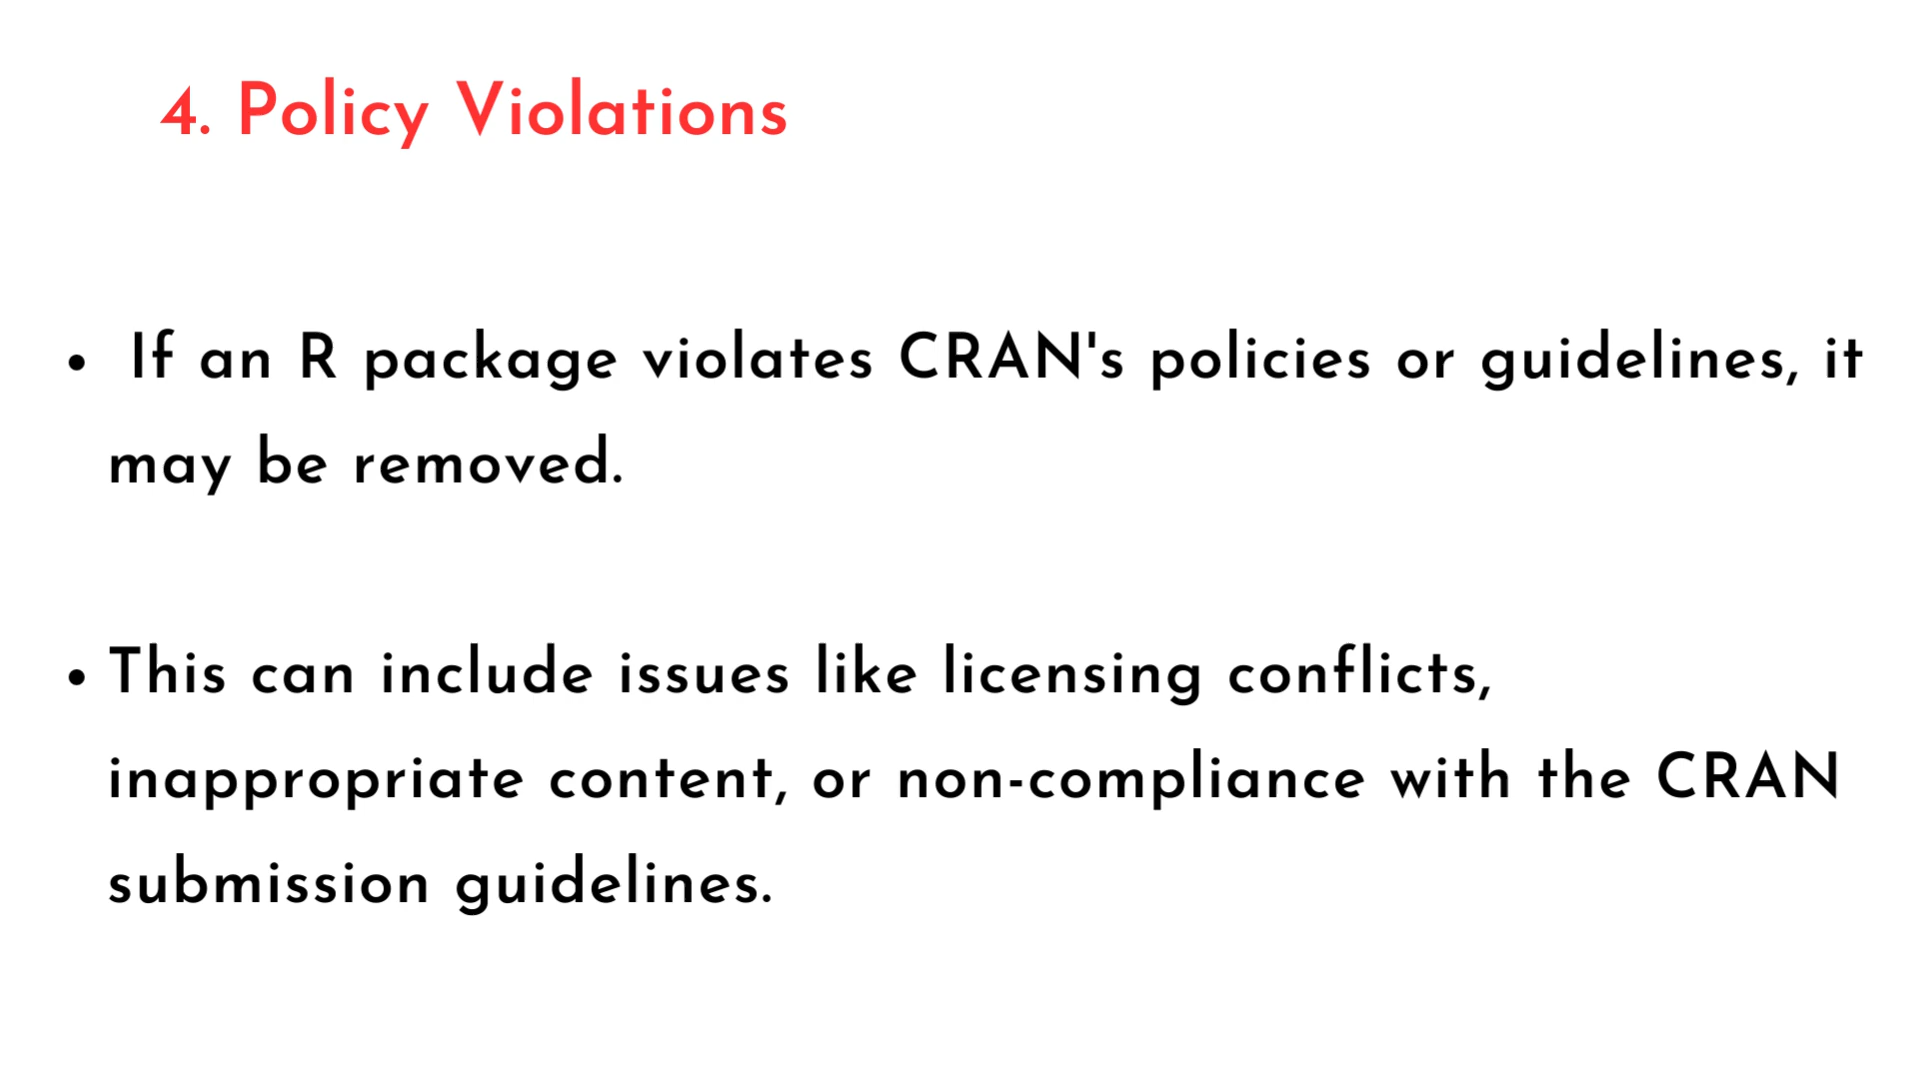 4. Policy Violations
• If an R package violates CRAN's policies or guidelines, it
may be removed.
• This can include issues like licensing conflicts,
inappropriate content, or non-compliance with the CRAN
submission guidelines.